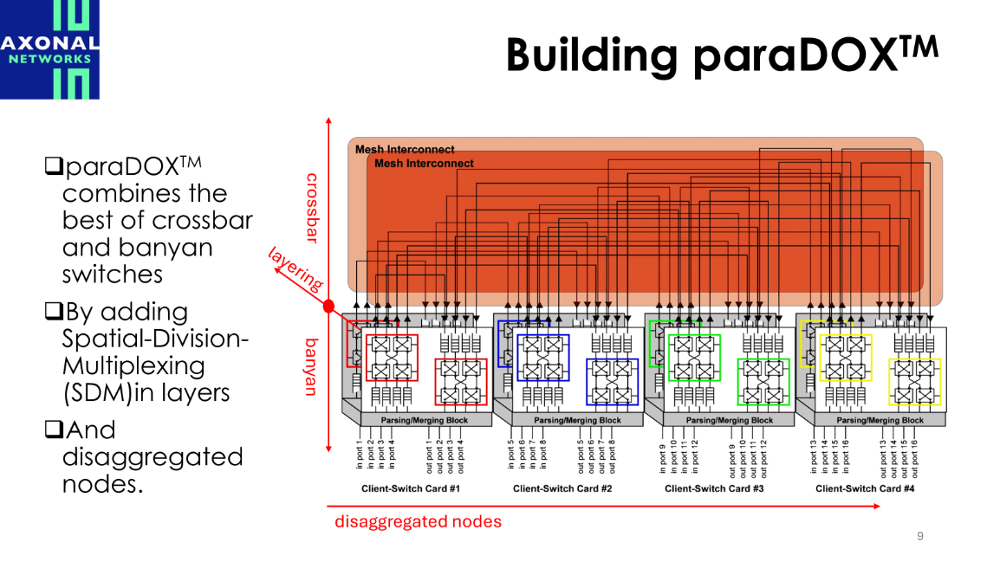 AXONAL
NETWORKS
Building paraDOX™
❑paraDOX™
combines the
best of crossbar
and banyan
switches
❑By adding
Spatial-Division-
Multiplexing
(SDM)in layers
❑And
disaggregated
nodes.
crossbar
layering
banyan
Mesh Interconnect
Mesh Interconnect
Parsing/Merging Block
Parsing/Merging Block
Parsing/Merging Block
Parsing/Merging Block
in port 1
in port 2
in port 3
in port 4
out port 1
out port 2
out port 3
out port 4
in port 5
in port 6
in port 7
in port 8
out port 5
out port 6
out port 7
out port 8
in port 9
in port 10
in port 11
in port 12
out port 9
out port 10
out port 11
out port 12
in port 13
in port 14
in port 15
in port 16
out port 13
out port 14
out port 15
out port 16
Client-Switch Card #1
Client-Switch Card #2
Client-Switch Card #3
Client-Switch Card #4
disaggregated nodes
9